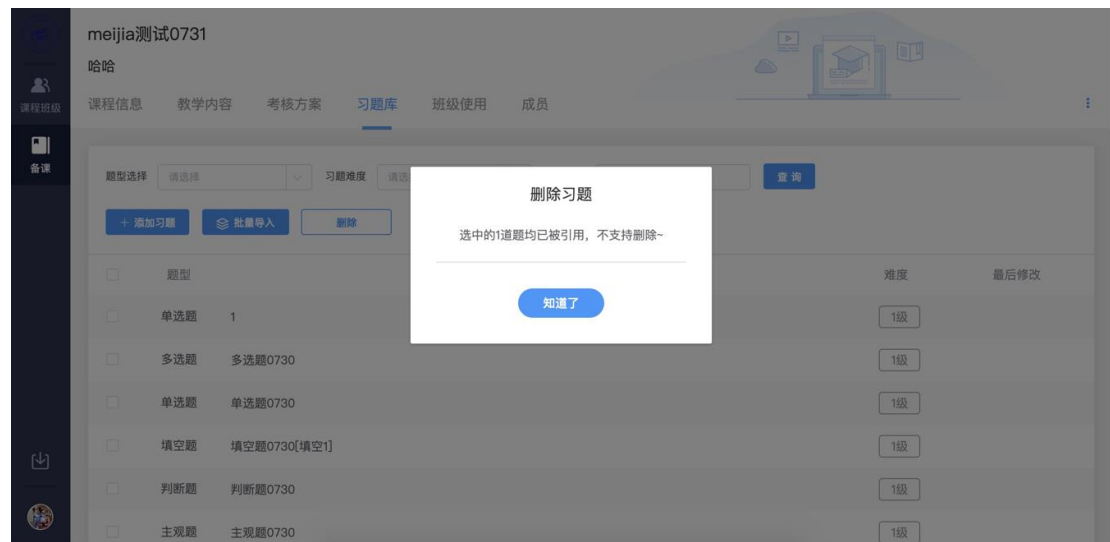 meijia测试0731
哈哈
课程班级
备课
课程信息 教学内容 考核方案 习题库 班级使用 成员
题型选择 请选择 习题难度 请选 查询
+ 添加习题 批量导入 删除
删除习题
选中的1道题均已被引用，不支持删除~
知道了
题型 难度 最后修改
单选题 1 1级
多选题 多选题0730 1级
单选题 单选题0730 1级
填空题 填空题0730[填空1] 1级
判断题 判断题0730 1级
主观题 主观题0730 1级